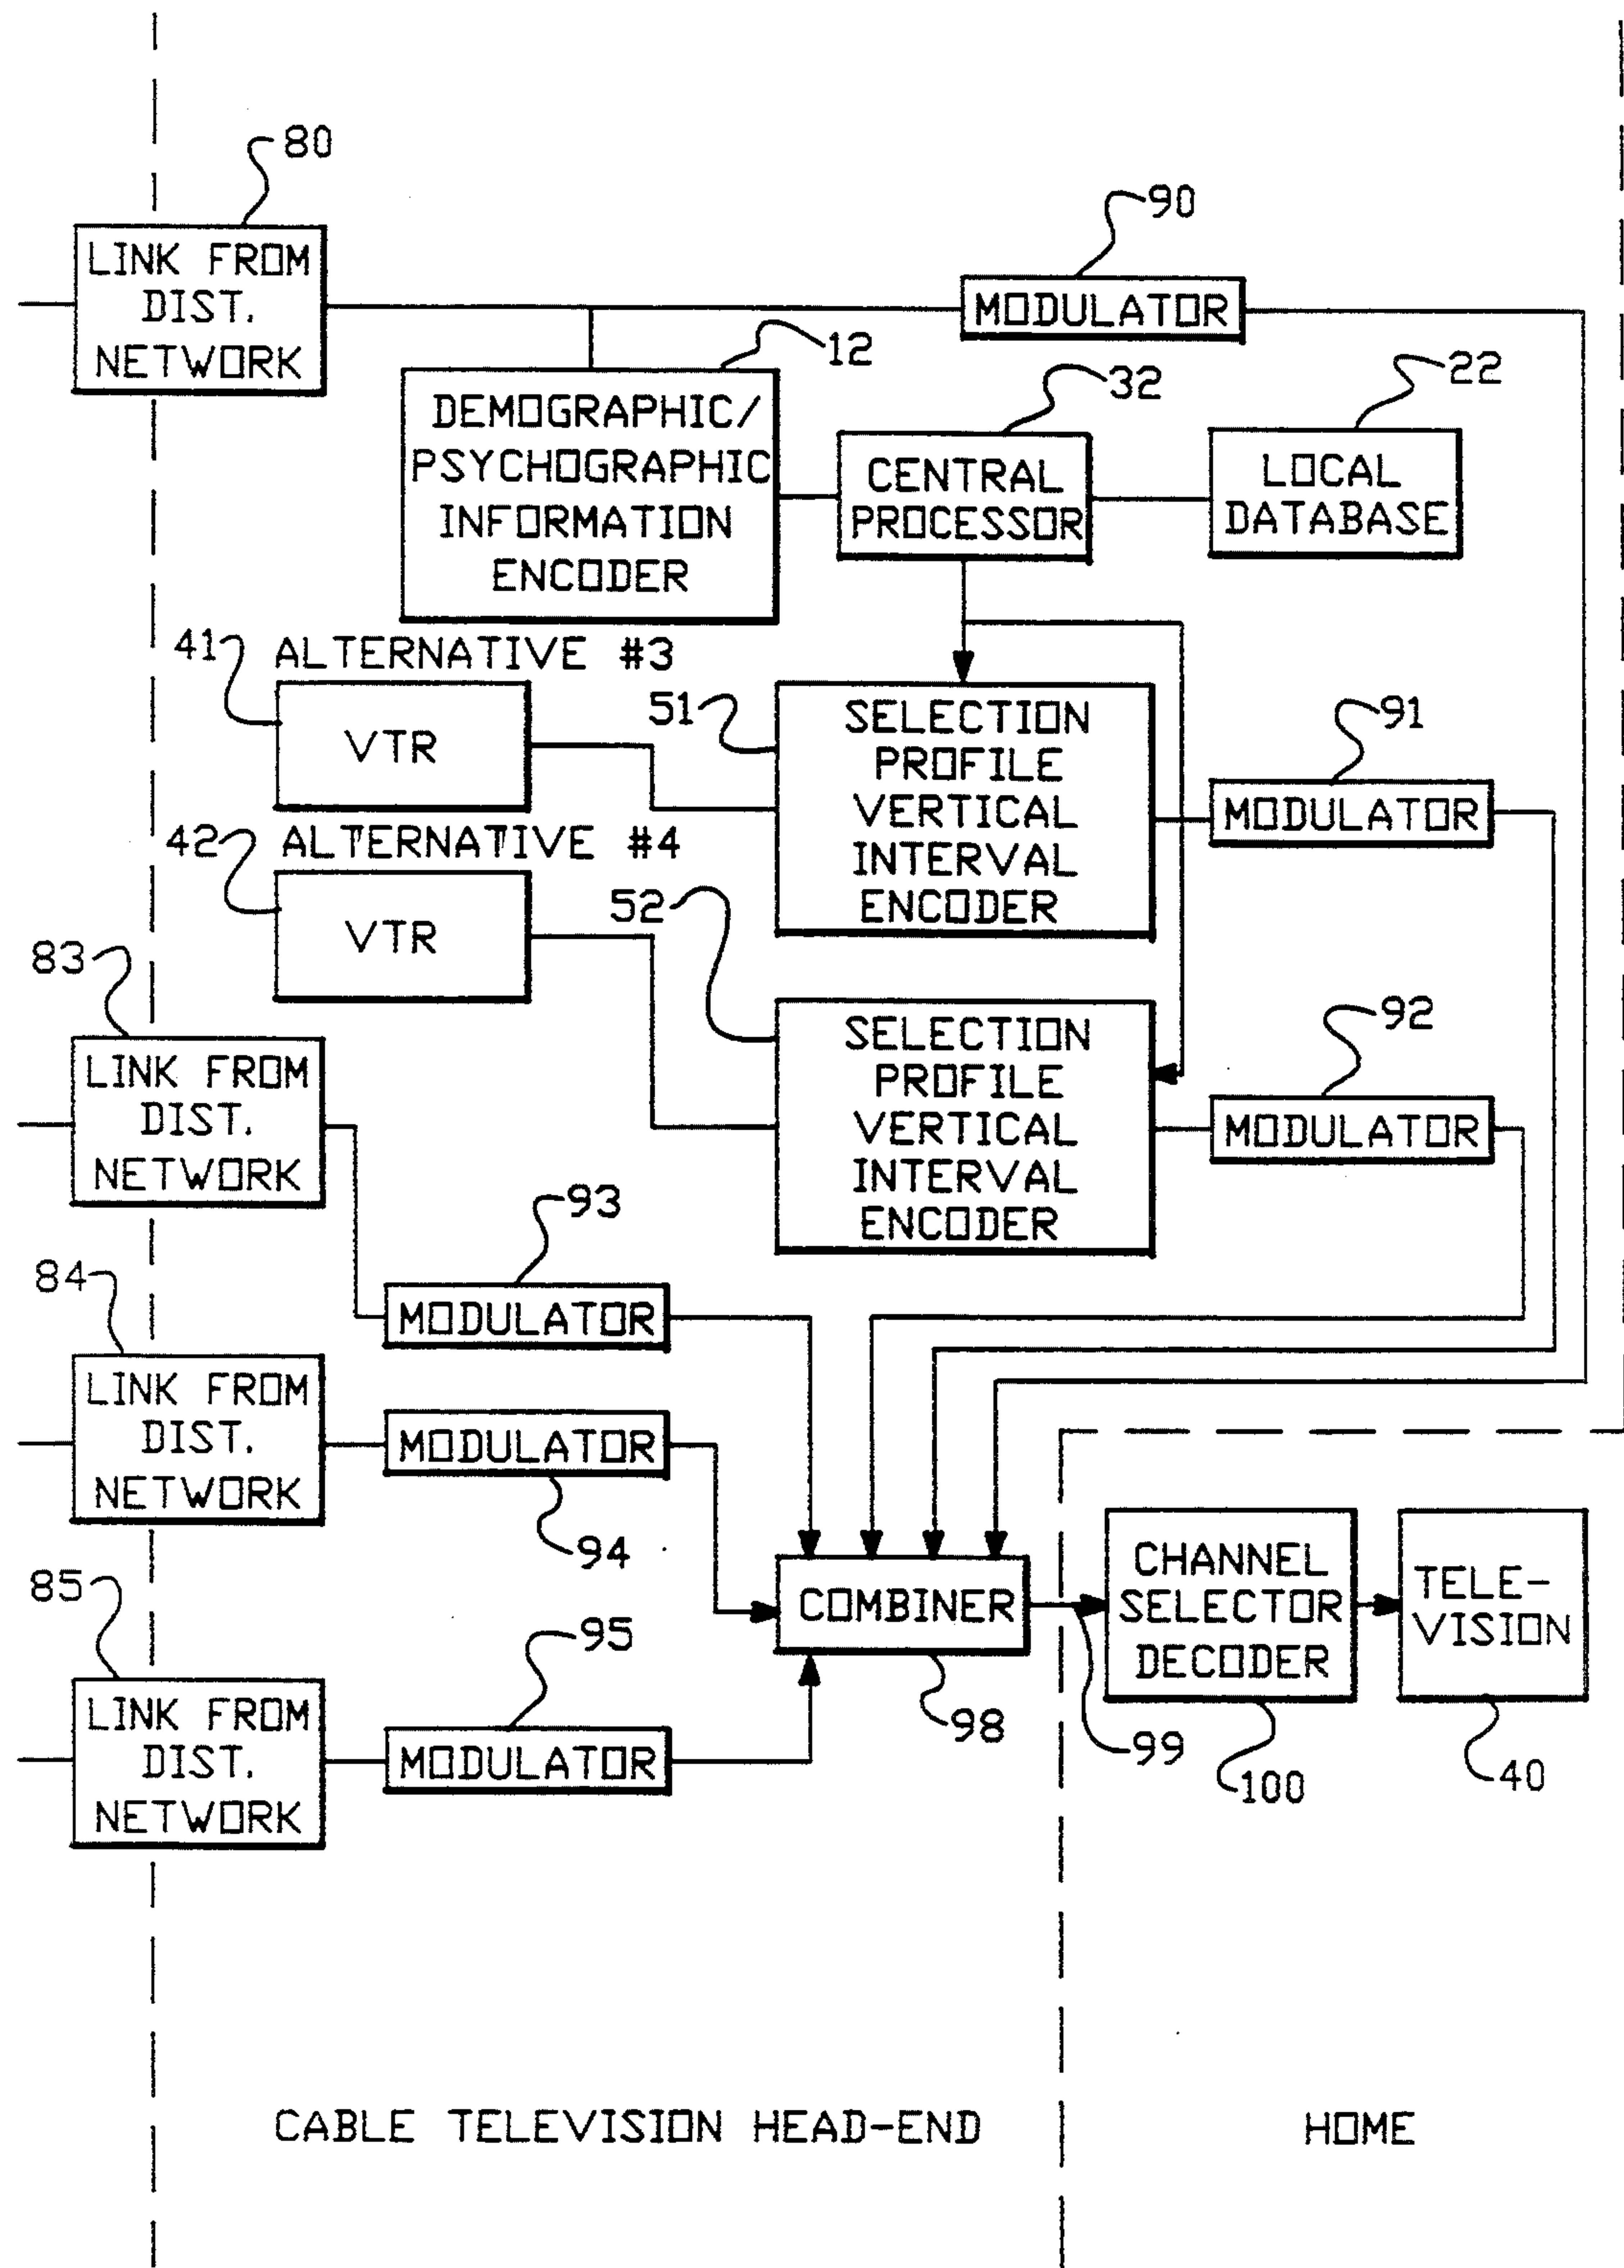 80
LINK FROM
DIST.
NETWORK
90
MODULATOR
12
DEMOGRAPHIC/
PSYCHOGRAPHIC
INFORMATION
ENCODER
32
CENTRAL
PROCESSOR
22
LOCAL
DATABASE
41
ALTERNATIVE #3
VTR
51
SELECTION
PROFILE
VERTICAL
INTERVAL
ENCODER
91
MODULATOR
42
ALTERNATIVE #4
VTR
52
SELECTION
PROFILE
VERTICAL
INTERVAL
ENCODER
92
MODULATOR
83
LINK FROM
DIST.
NETWORK
93
MODULATOR
84
LINK FROM
DIST.
NETWORK
MODULATOR
94
85
LINK FROM
DIST.
NETWORK
95
MODULATOR
COMBINER
98
99
CHANNEL
SELECTOR
DECODER
100
TELE-
VISION
40
CABLE TELEVISION HEAD-END
HOME